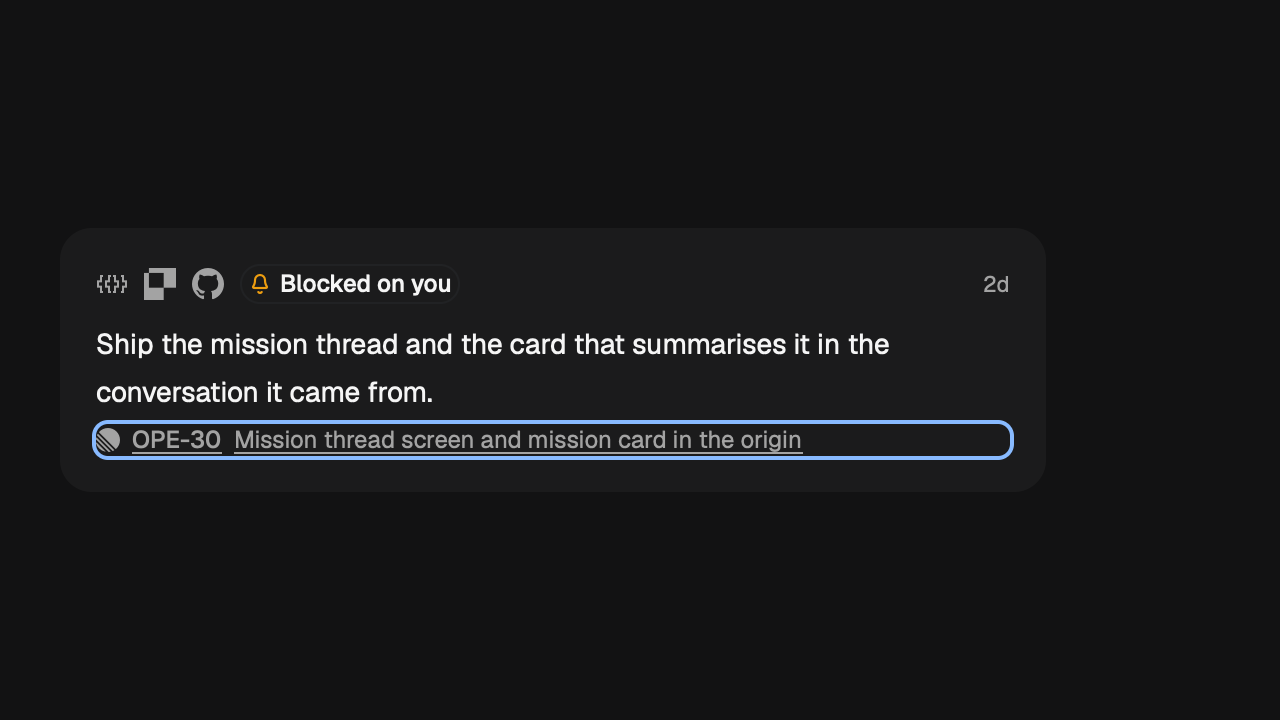 Blocked on you
2d
Ship the mission thread and the card that summarises it in the
conversation it came from.
OPE-30 Mission thread screen and mission card in the origin